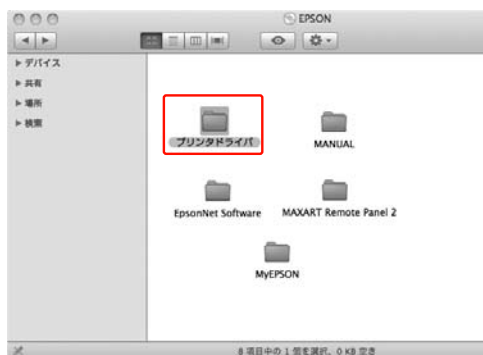 EPSON
デバイス
共有
場所
検索
プリンタドライバ
MANUAL
EpsonNet Software
MAXART Remote Panel 2
MyEPSON
8 項目中の 1 個を選択、0 KB 空き